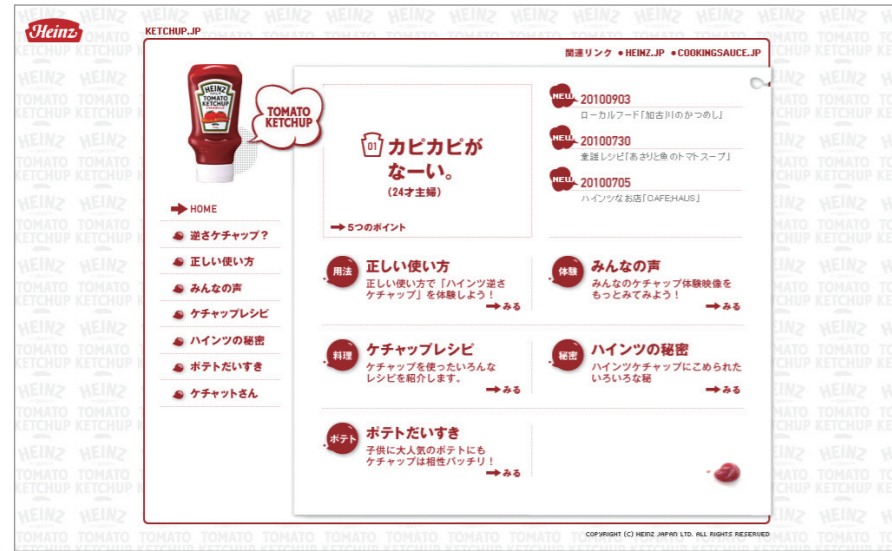 Heinz
KETCHUP.JP
関連リンク ●HEINZ.JP ●COOKINGSAUCE.JP
HEINZ
TOMATO
KETCHUP
TOMATO
KETCHUP
01 カピカピが
なーい。
(24才主婦)
5つのポイント
NEW 20100903
ローカルフード「加古川のかつめし」
NEW 20100730
童謡レシピ「あさりと魚のトマトスープ」
NEW 20100705
ハインツなお店「CAFE;HAUS」
HOME
逆さケチャップ?
正しい使い方
みんなの声
ケチャップレシピ
ハインツの秘密
ポテトだいすき
ケチャットさん
用法 正しい使い方
正しい使い方で「ハインツ逆さ
ケチャップ」を体験しよう!
みる
体験 みんなの声
みんなのケチャップ体験映像を
もっとみてみよう!
みる
料理 ケチャップレシピ
ケチャップを使ったいろんな
レシピを紹介します。
みる
秘密 ハインツの秘密
ハインツケチャップにこめられた
いろいろな秘
みる
ポテト ポテトだいすき
子供に大人気のポテトにも
ケチャップは相性バッチリ!
みる
COPYRIGHT (C) HEINZ JAPAN LTD. ALL RIGHTS RESERVED